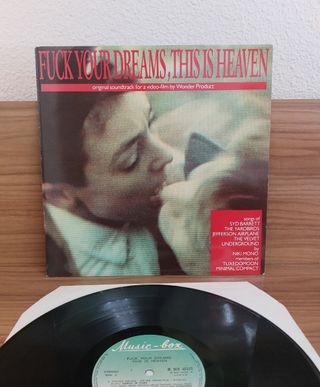 FUCK YOUR DREAMS, THIS IS HEAVEN
original soundtrack for a video-film by Wonder Product
songs of
SYD BARRETT
THE YARDBIRDS
JEFFERSON AIRPLANE
THE VELVET
UNDERGROUND
by
NIKI MONO
members of
TUXEDOMOON
MINIMAL COMPACT
Music-box
FUCK YOUR DREAMS
THIS IS HEAVEN